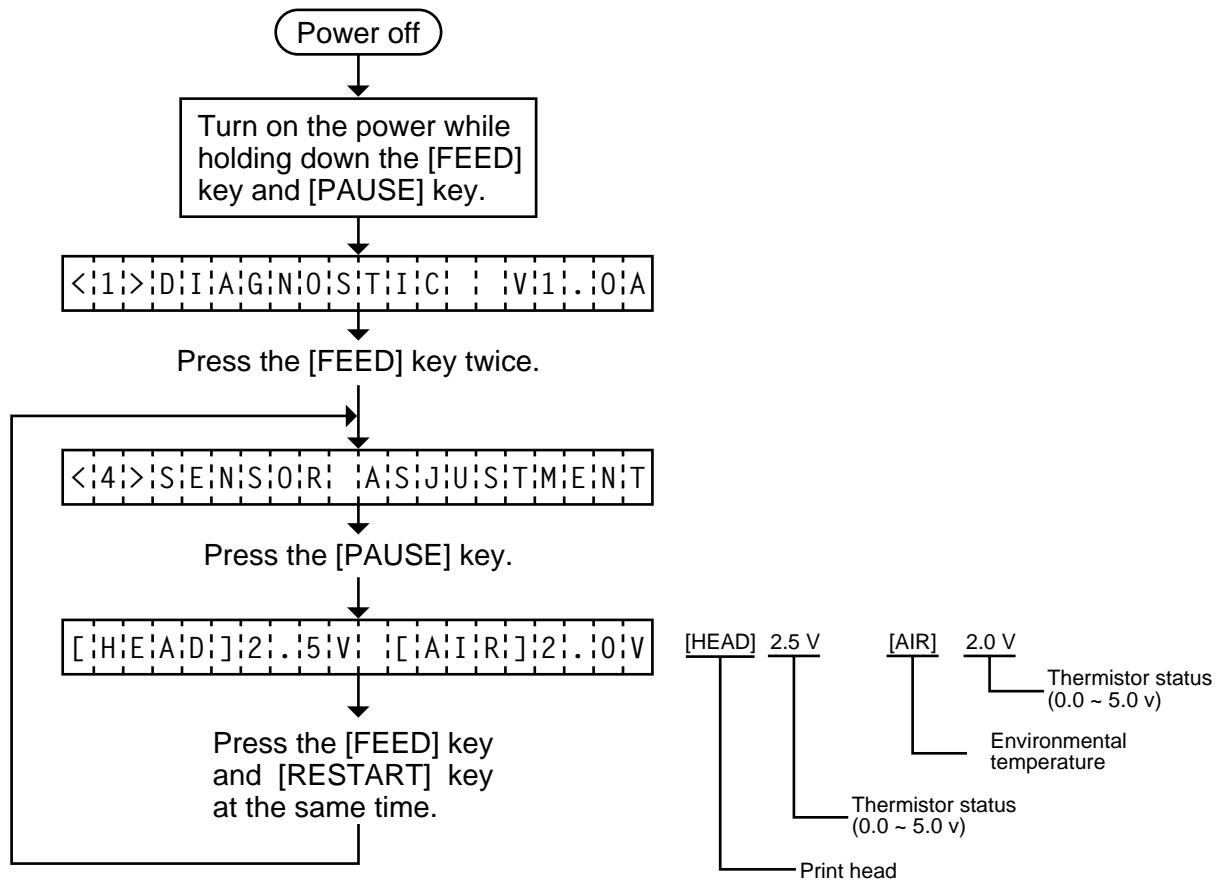 Power off
Turn on the power while
holding down the [FEED]
key and [PAUSE] key.
<1>DIAGNOSTIC  V1.0A
Press the [FEED] key twice.
<4>SENSOR ASJUSTMENT
Press the [PAUSE] key.
[HEAD]2.5V [AIR]2.0V
Press the [FEED] key
and [RESTART] key
at the same time.
[HEAD] 2.5 V [AIR] 2.0 V
Thermistor status
(0.0 ~ 5.0 v)
Environmental
temperature
Thermistor status
(0.0 ~ 5.0 v)
Print head